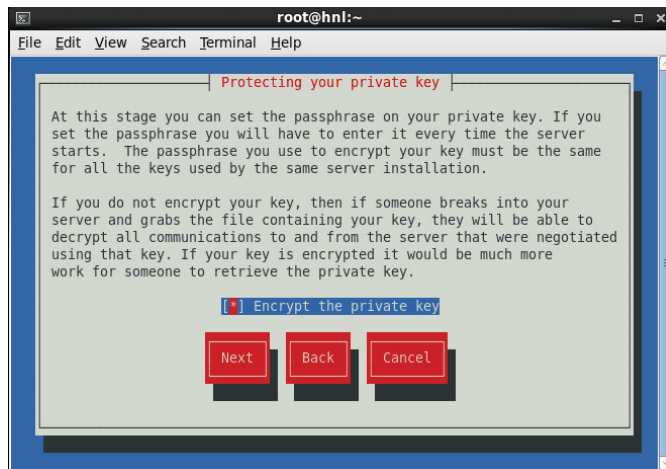 root@hnl:~
File Edit View Search Terminal Help
Protecting your private key
At this stage you can set the passphrase on your private key. If you
set the passphrase you will have to enter it every time the server
starts.  The passphrase you use to encrypt your key must be the same
for all the keys used by the same server installation.
If you do not encrypt your key, then if someone breaks into your
server and grabs the file containing your key, they will be able to
decrypt all communications to and from the server that were negotiated
using that key. If your key is encrypted it would be much more
work for someone to retrieve the private key.
[*] Encrypt the private key
Next Back Cancel